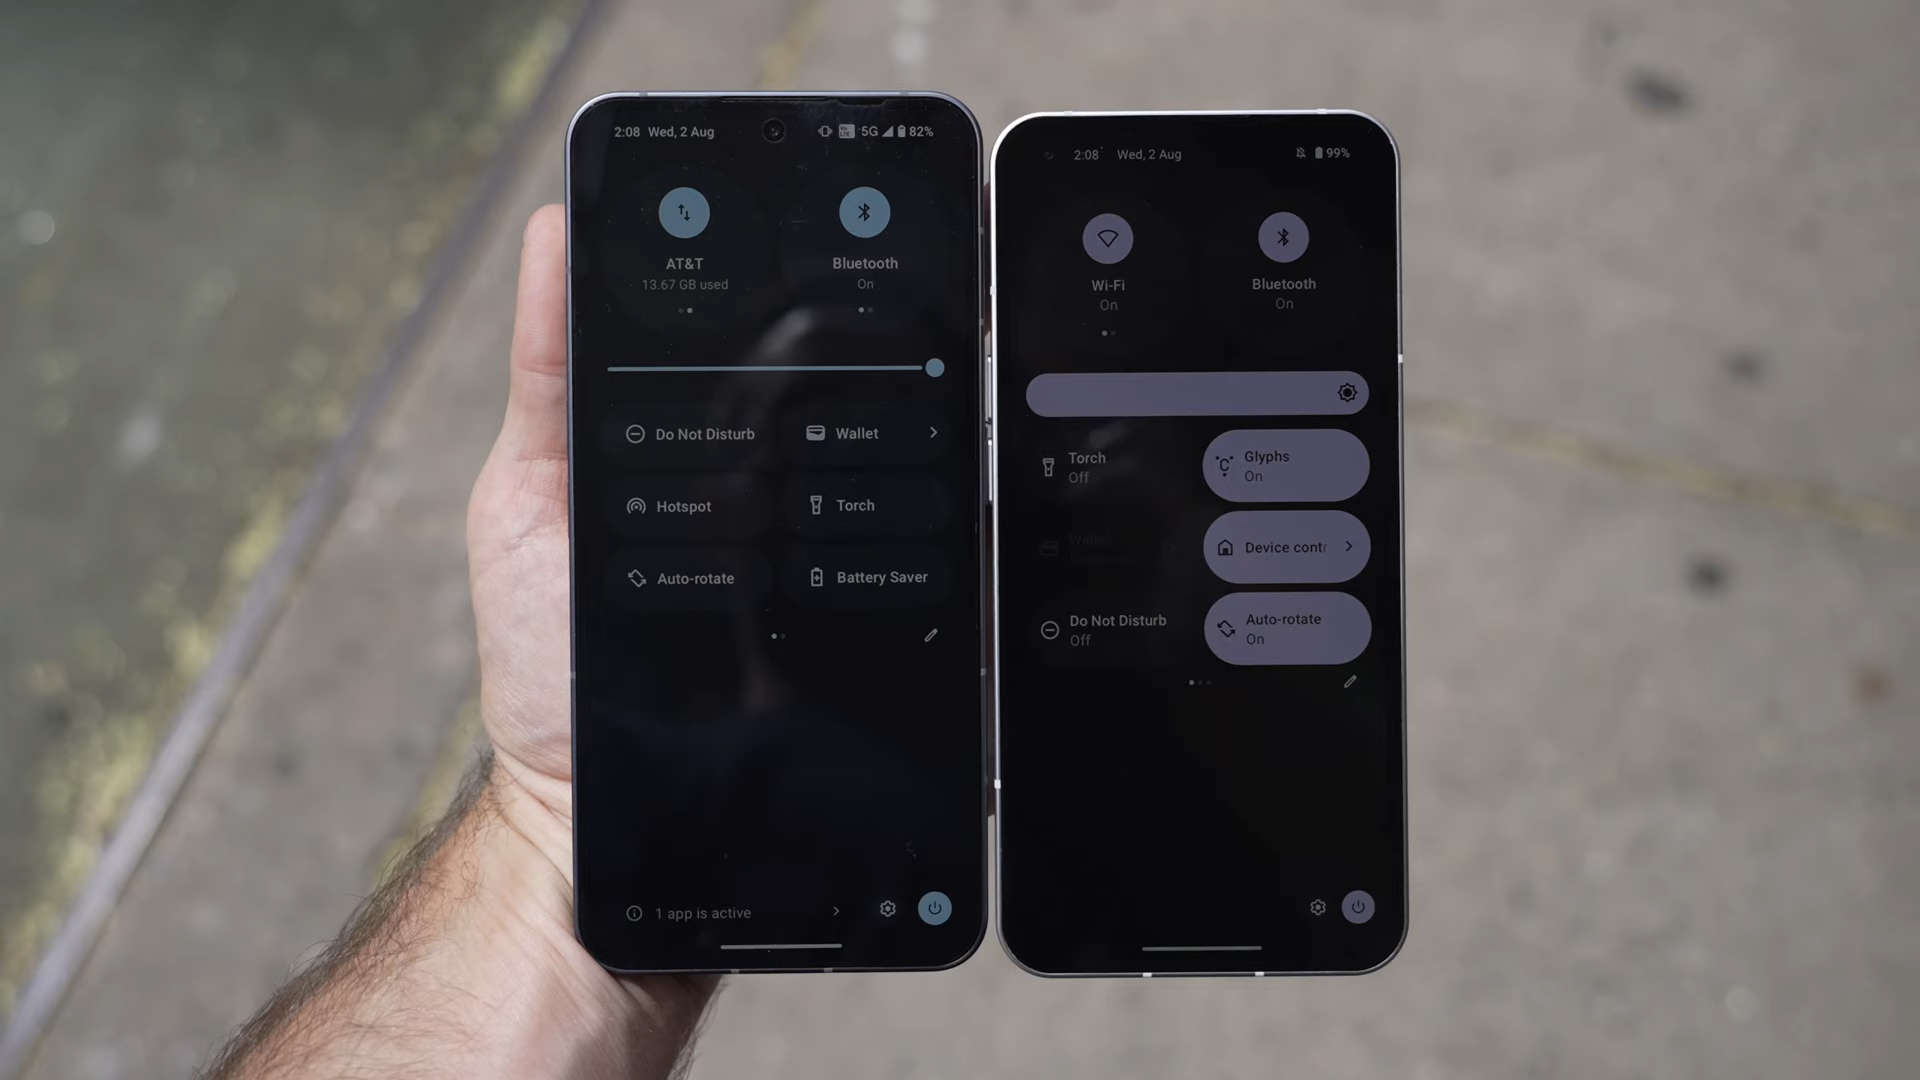 2:08 Wed, 2 Aug
VoLTE 5G 82%
AT&T
13.67 GB used
Bluetooth
On
Do Not Disturb
Wallet
Hotspot
Torch
Auto-rotate
Battery Saver
1 app is active
2:08 Wed, 2 Aug
99%
Wi-Fi
On
Bluetooth
On
Torch
Off
Glyphs
On
Wallet
Device contr
Do Not Disturb
Off
Auto-rotate
On